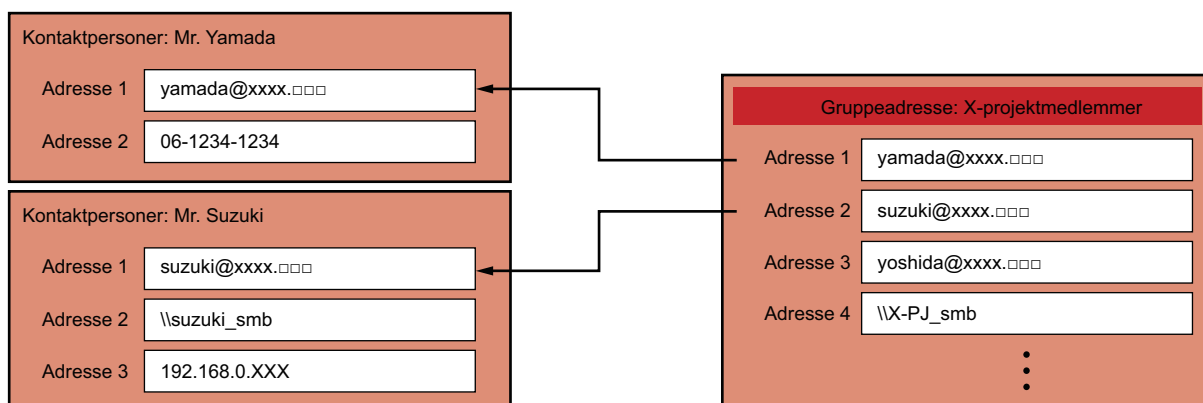 Kontaktpersoner: Mr. Yamada
Adresse 1 yamada@xxxx.□□□
Adresse 2 06-1234-1234
Kontaktpersoner: Mr. Suzuki
Adresse 1 suzuki@xxxx.□□□
Adresse 2 \\suzuki_smb
Adresse 3 192.168.0.XXX
Gruppeadresse: X-projektmedlemmer
Adresse 1 yamada@xxxx.□□□
Adresse 2 suzuki@xxxx.□□□
Adresse 3 yoshida@xxxx.□□□
Adresse 4 \\X-PJ_smb